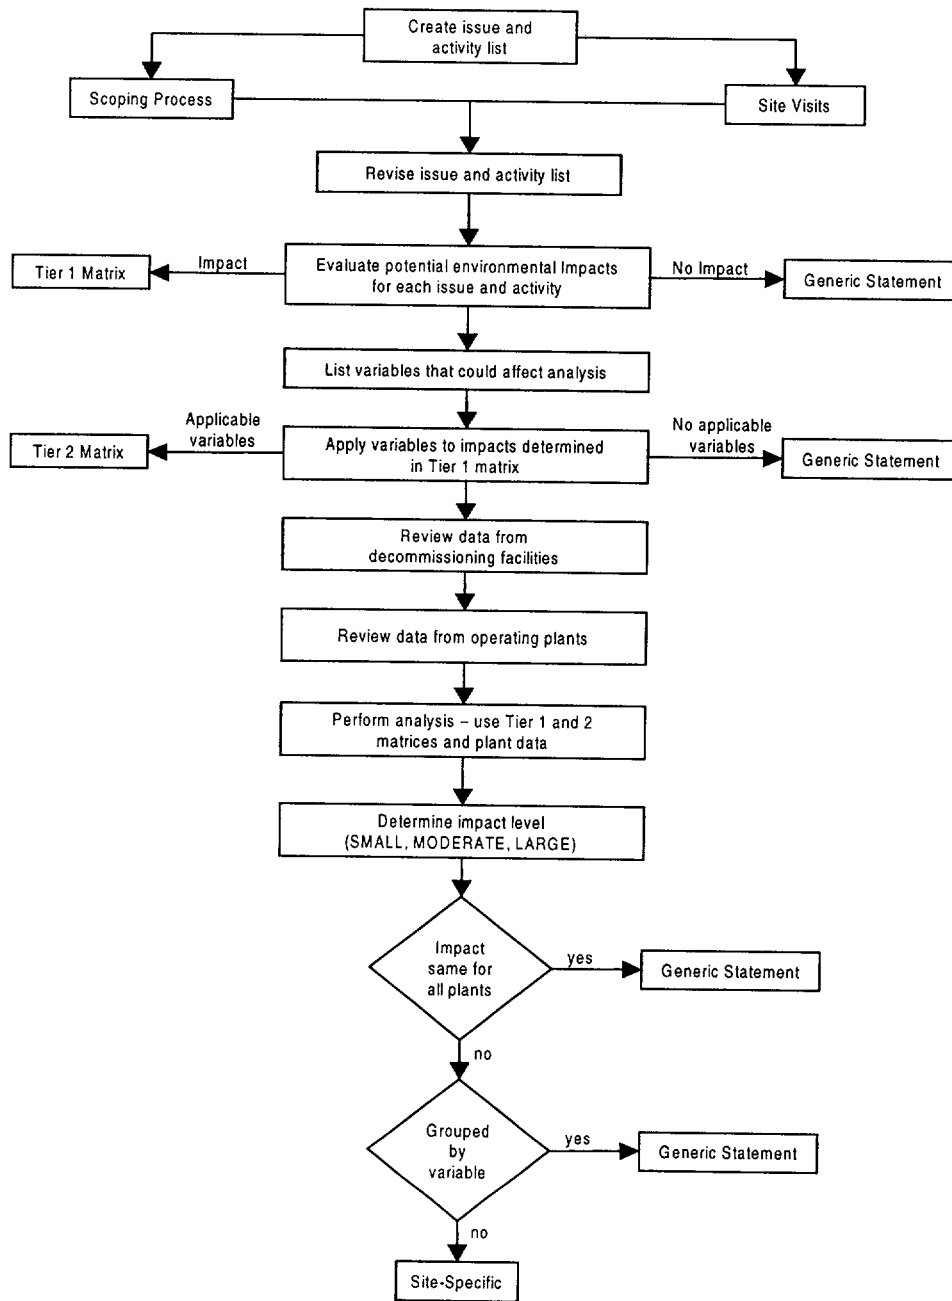 Create issue and
activity list
Scoping Process
Site Visits
Revise issue and activity list
Tier 1 Matrix
Impact
Evaluate potential environmental Impacts
for each issue and activity
No Impact
Generic Statement
List variables that could affect analysis
Tier 2 Matrix
Applicable
variables
Apply variables to impacts determined
in Tier 1 matrix
No applicable
variables
Generic Statement
Review data from
decommissioning facilities
Review data from operating plants
Perform analysis – use Tier 1 and 2
matrices and plant data
Determine impact level
(SMALL, MODERATE, LARGE)
Impact
same for
all plants
yes
Generic Statement
no
Grouped
by
variable
yes
Generic Statement
no
Site-Specific